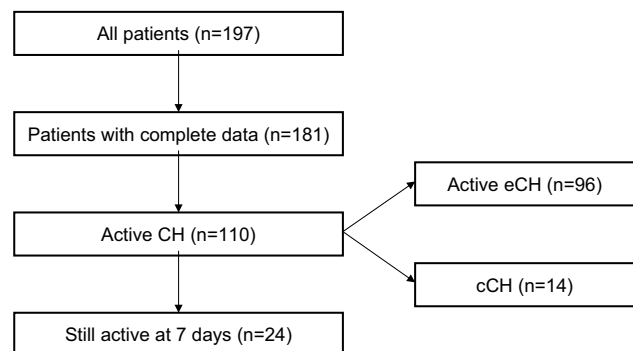 All patients (n=197)
Patients with complete data (n=181)
Active eCH (n=96)
Active CH (n=110)
cCH (n=14)
Still active at 7 days (n=24)